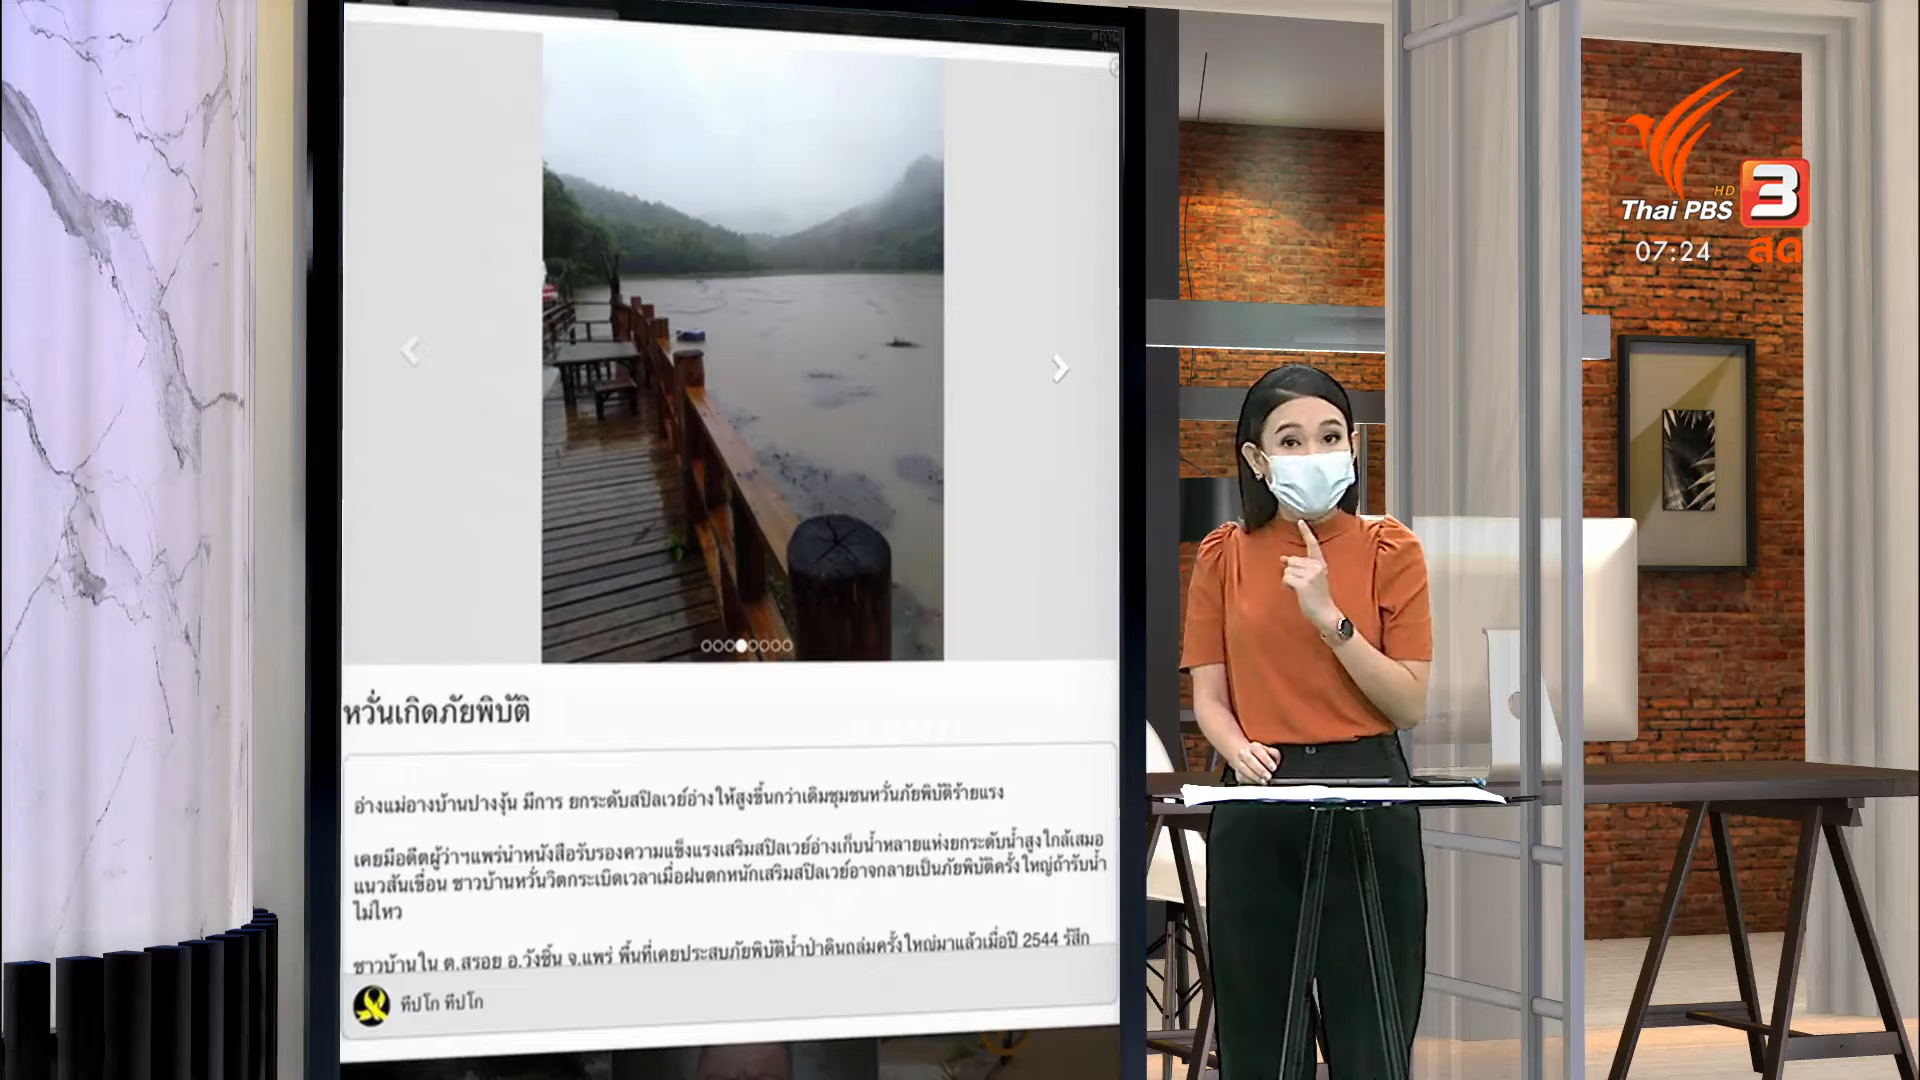 HD
Thai PBS 3
07:24 สด
หวั่นเกิดภัยพิบัติ
อ่างแม่อางบ้านปางงุ้น มีการ ยกระดับสปิลเวย์อ่างให้สูงขึ้นกว่าเดิมชุมชนหวั่นภัยพิบัติร้ายแรง
เคยมีอดีตผู้ว่าฯแพร่นำหนังสือรับรองความแข็งแรงเสริมสปิลเวย์อ่างเก็บน้ำหลายแห่งยกระดับน้ำสูงใกล้เสมอ
แนวสันเขื่อน ชาวบ้านหวั่นวิตกระเบิดเวลาเมื่อฝนตกหนักเสริมสปิลเวย์อาจกลายเป็นภัยพิบัติครั้งใหญ่ถ้ารับน้ำ
ไม่ไหว
ชาวบ้านใน ต.สรอย อ.วังชิ้น จ.แพร่ พื้นที่เคยประสบภัยพิบัติน้ำป่าดินถล่มครั้งใหญ่มาแล้วเมื่อปี 2544 รู้สึก
ทีปโก ทีปโก